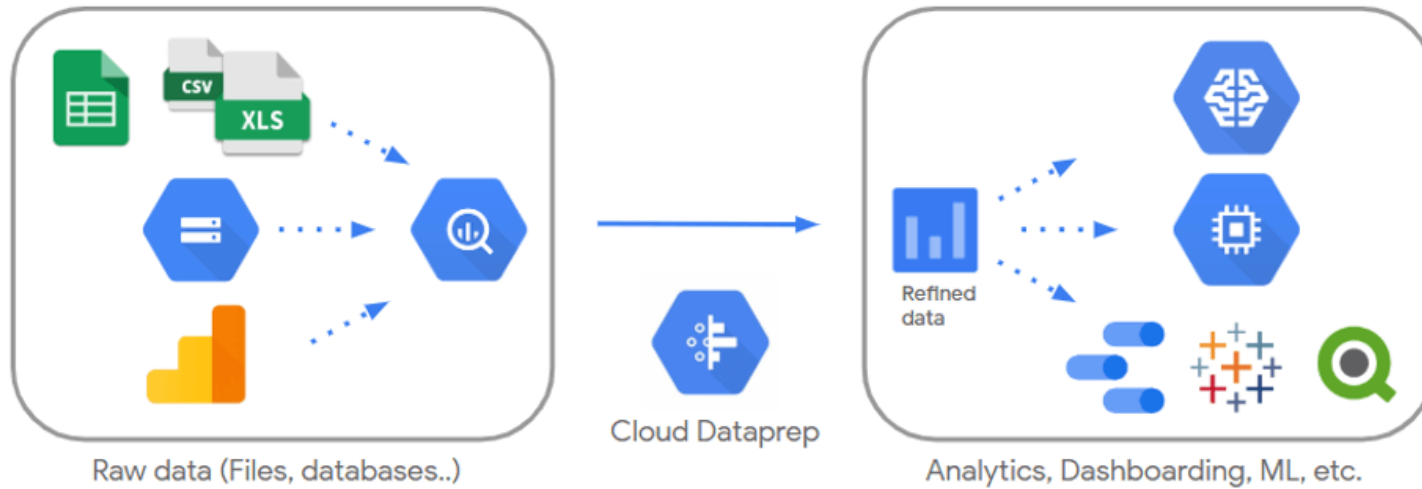 CSV
XLS
Refined
data
Cloud Dataprep
Raw data (Files, databases..)
Analytics, Dashboarding, ML, etc.